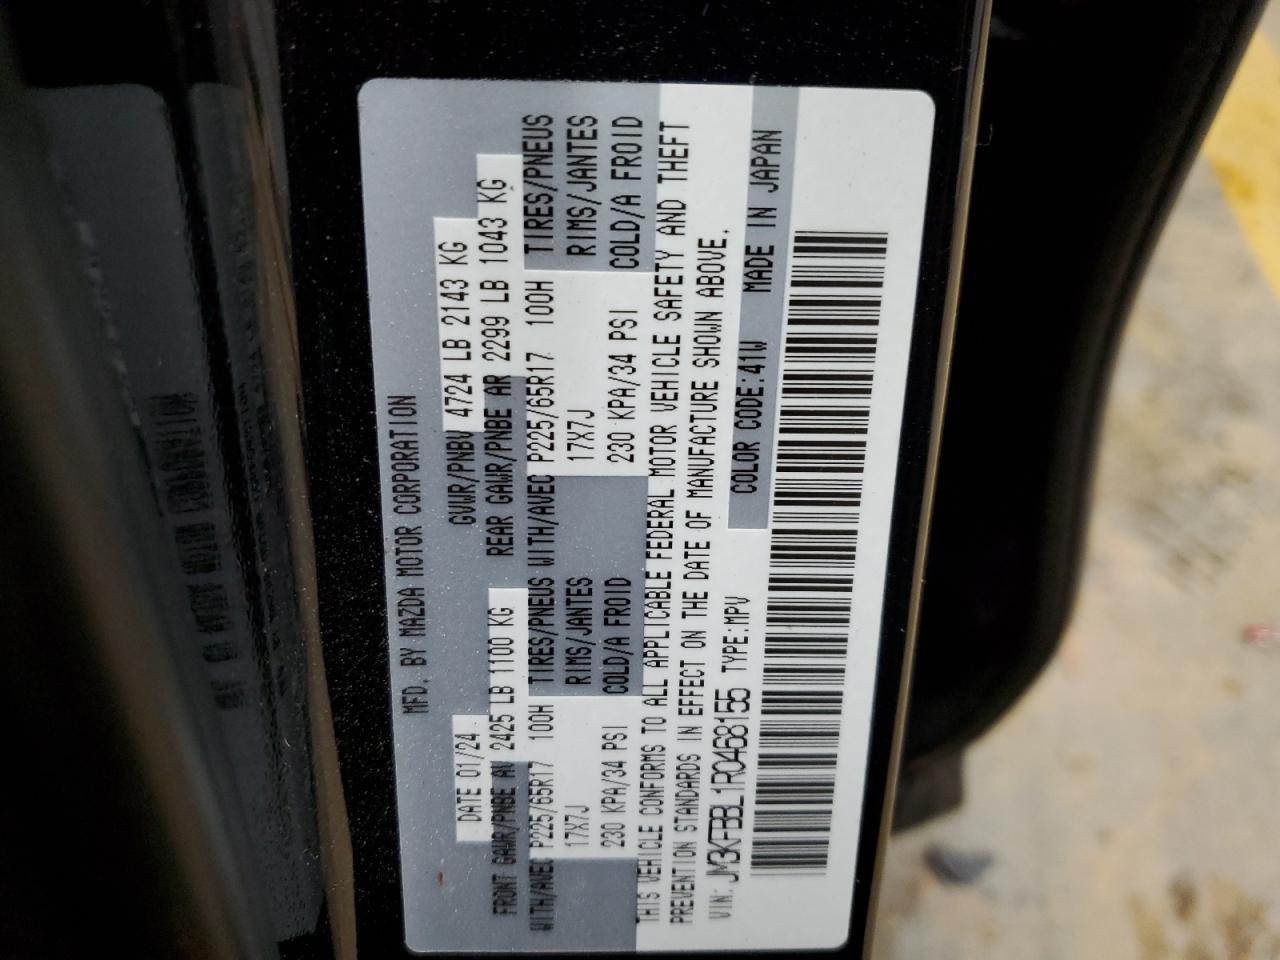 MFD. BY MAZDA MOTOR CORPORATION
DATE 01/24 GVWR/PNBV 4724 LB 2143 KG
FRONT GAWR/PNBE AV 2425 LB 1100 KG REAR GAWR/PNBE AR 2299 LB 1043 KG
WITH/AVEC P225/65R17 100H TIRES/PNEUS WITH/AVEC P225/65R17 100H TIRES/PNEUS
17X7J RIMS/JANTES 17X7J RIMS/JANTES
230 KPA/34 PSI COLD/A FROID 230 KPA/34 PSI COLD/A FROID
THIS VEHICLE CONFORMS TO ALL APPLICABLE FEDERAL MOTOR VEHICLE SAFETY AND THEFT
PREVENTION STANDARDS IN EFFECT ON THE DATE OF MANUFACTURE SHOWN ABOVE.
VIN: JM3KFBBL1R0468155 TYPE:MPV COLOR CODE:41W MADE IN JAPAN